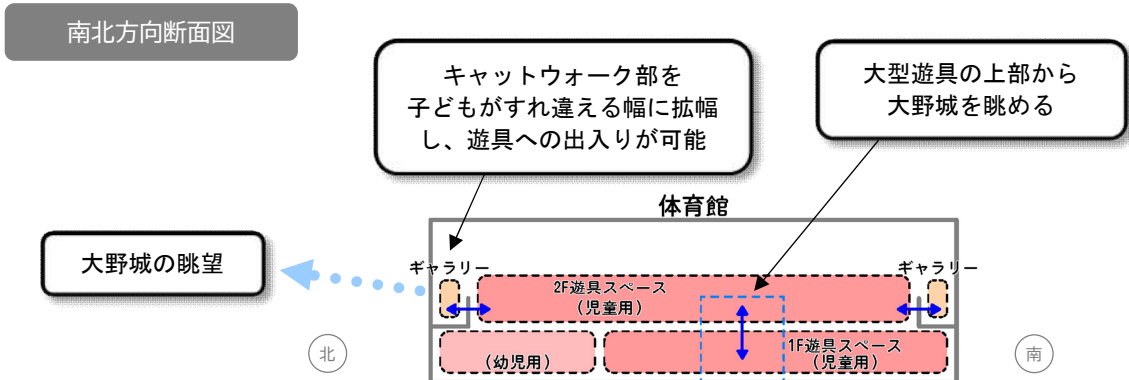 南北方向断面図
キャットウォーク部を
子どもがすれ違える幅に拡幅
し、遊具への出入りが可能
大型遊具の上部から
大野城を眺める
体育館
大野城の眺望
ギャラリー
ギャラリー
2F遊具スペース
(児童用)
北
(幼児用)
1F遊具スペース
(児童用)
南